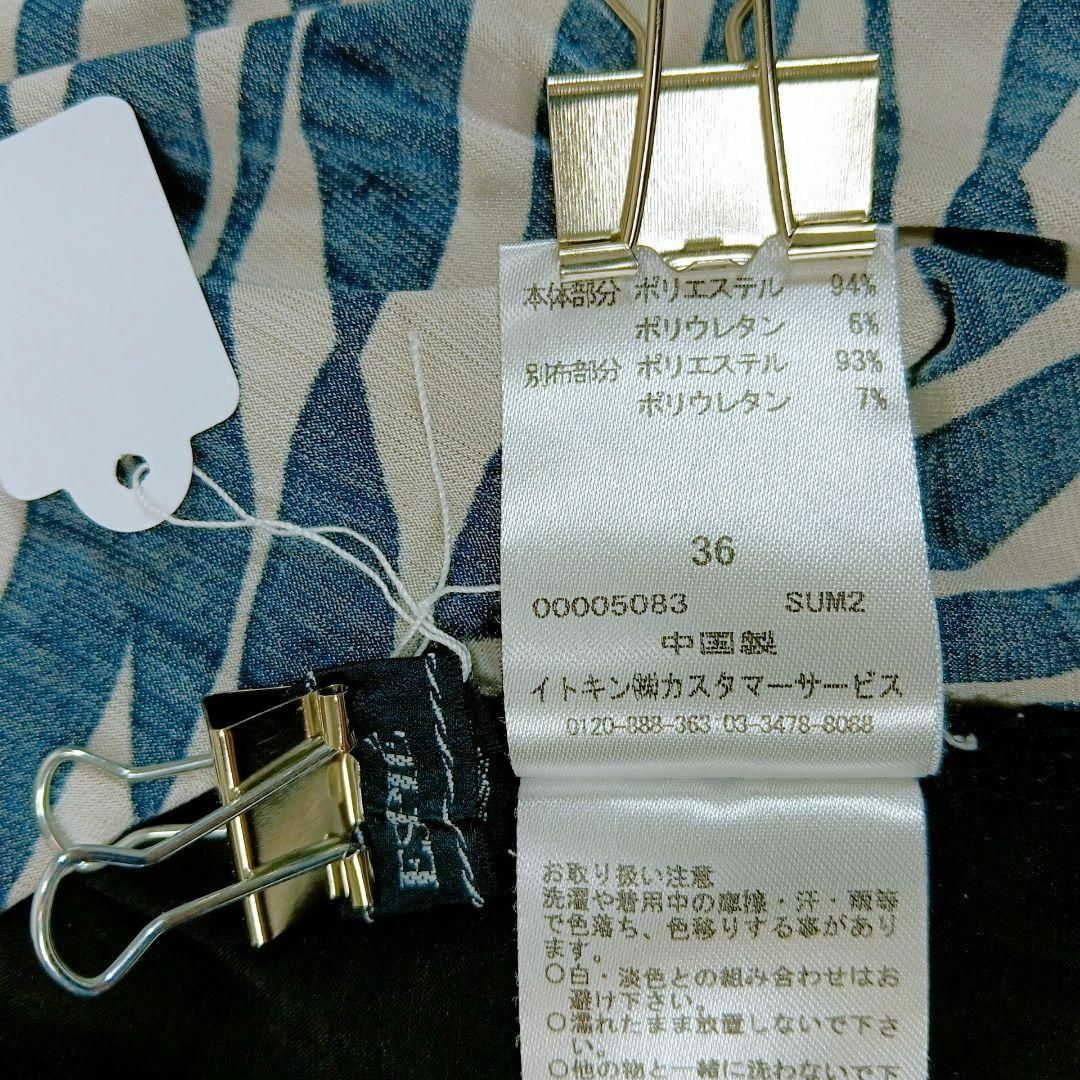 本体部分 ポリエステル 94%
ポリウレタン 6%
別布部分 ポリエステル 93%
ポリウレタン 7%
36
00005083 SUM2
中国製
イトキン㈱カスタマーサービス
0120-888-363 03-3478-8068
お取り扱い注意
洗濯や着用中の摩擦・汗・雨等
で色落ち、色移りする事があり
ます。
○白・淡色との組み合わせはお
避け下さい。
○濡れたまま放置しないで下さ
い。
○他の物と一緒に洗わないで下